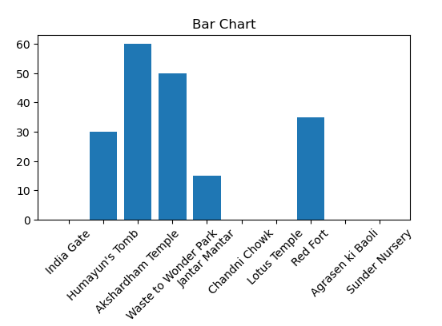 Bar Chart
60
50
40
30
20
10
0
India Gate
Humayun's Tomb
Akshardham Temple
Waste to Wonder Park
Jantar Mantar
Chandni Chowk
Lotus Temple
Red Fort
Agrasen ki Baoli
Sunder Nursery